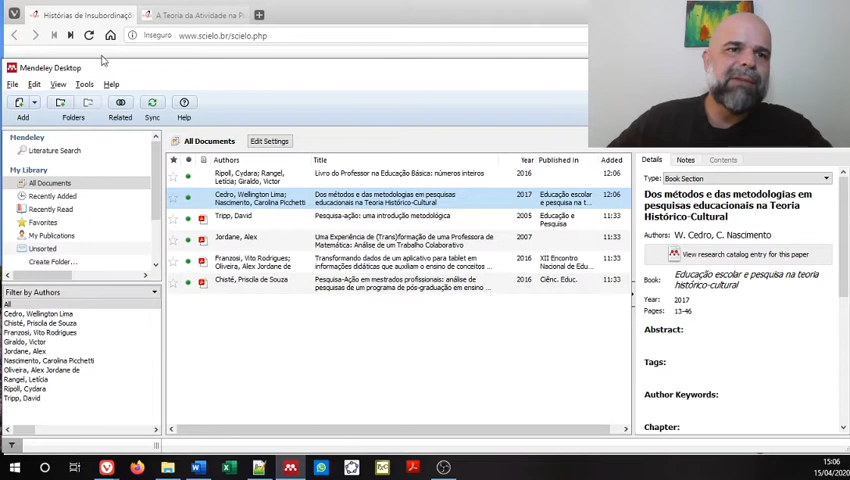 Histórias de Insubordinaçõ
A Teoria da Atividade na P
Inseguro www.scielo.br/scielo.php
Mendeley Desktop
File Edit View Tools Help
Add Folders Related Sync Help
Mendeley
Literature Search
My Library
All Documents
Recently Added
Recently Read
Favorites
My Publications
Unsorted
Create Folder...
Filter by Authors
All
Cedro, Wellington Lima
Chisté, Priscila de Souza
Franzosi, Vito Rodrigues
Giraldo, Victor
Jordane, Alex
Nascimento, Carolina Picchetti
Oliveira, Alex Jordane de
Rangel, Letícia
Ripoll, Cydara
Tripp, David
All Documents Edit Settings
Authors Title Year Published In Added
Ripoll, Cydara; Rangel, Livro do Professor na Educação Básica: números inteiros 2016 12:06
Letícia; Giraldo, Victor
Cedro, Wellington Lima; Dos métodos e das metodologias em pesquisas 2017 Educação escolar 12:06
Nascimento, Carolina Picchetti educacionais na Teoria Histórico-Cultural e pesquisa na t...
Tripp, David Pesquisa-ação: uma introdução metodológica 2005 Educação e 11:33
Pesquisa
Jordane, Alex Uma Experiência de (Trans)formação de uma Professora de 2007 11:33
Matemática: Análise de um Trabalho Colaborativo
Franzosi, Vito Rodrigues; Transformando dados de um aplicativo para tablet em 2016 XII Encontro 11:33
Oliveira, Alex Jordane de informações didáticas que auxiliam o ensino de conceitos ... Nacional de Edu...
Chisté, Priscila de Souza Pesquisa-Ação em mestrados profissionais: análise de 2016 Ciênc. Educ. 11:33
pesquisas de um programa de pós-graduação em ensino ...
Details Notes Contents
Type: Book Section
Dos métodos e das metodologias em
pesquisas educacionais na Teoria
Histórico-Cultural
Authors: W. Cedro, C. Nascimento
View research catalog entry for this paper
Book: Educação escolar e pesquisa na teoria
histórico-cultural
Year: 2017
Pages: 13-46
Abstract:
Tags:
Author Keywords:
Chapter:
15:06
15/04/2020